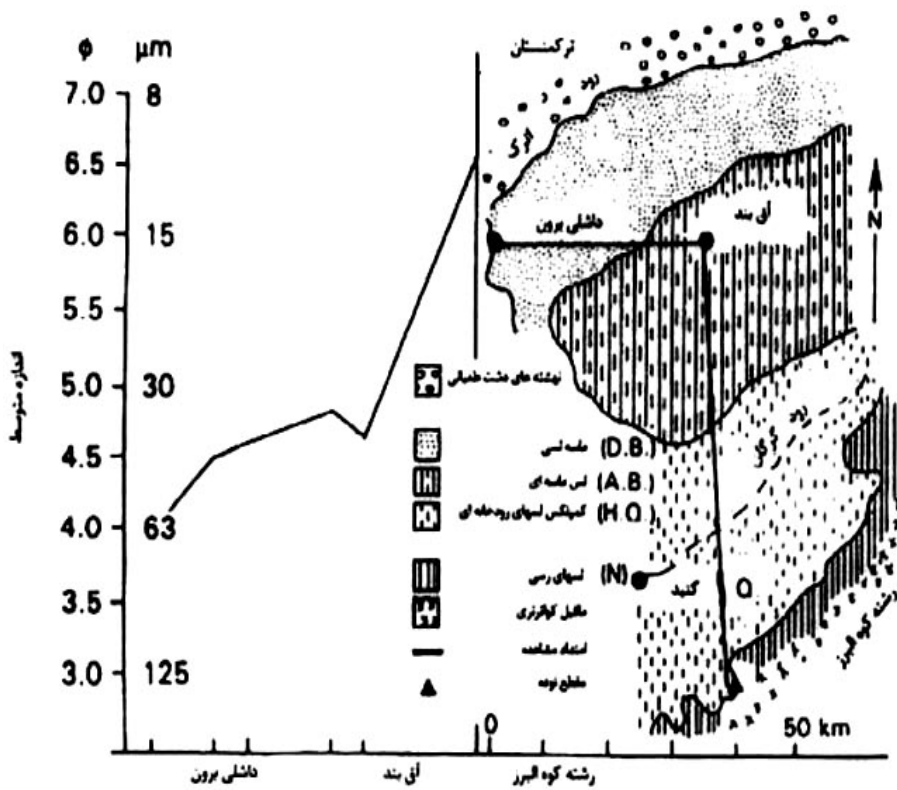 φ μm
7.0 8
6.5
6.0 15
5.5
5.0 30
4.5
4.0 63
3.5
3.0 125
اندازه متوسط
ترکمنستان
رود
اترک
داشلی برون
آق بند
N
نهشته های دشت طغیانی
ماسه لسی (D.B.)
لس ماسه ای (A.B.)
کمپلکس لسهای رودخانه ای (H.Q.)
لسهای رسی (N)
ماقبل کواترنری
امتداد مشاهده
مقطع نوده
رود
گنبد
Q
(N)
رشته کوه البرز
0 50 km
داشلی برون آق بند رشته کوه البرز